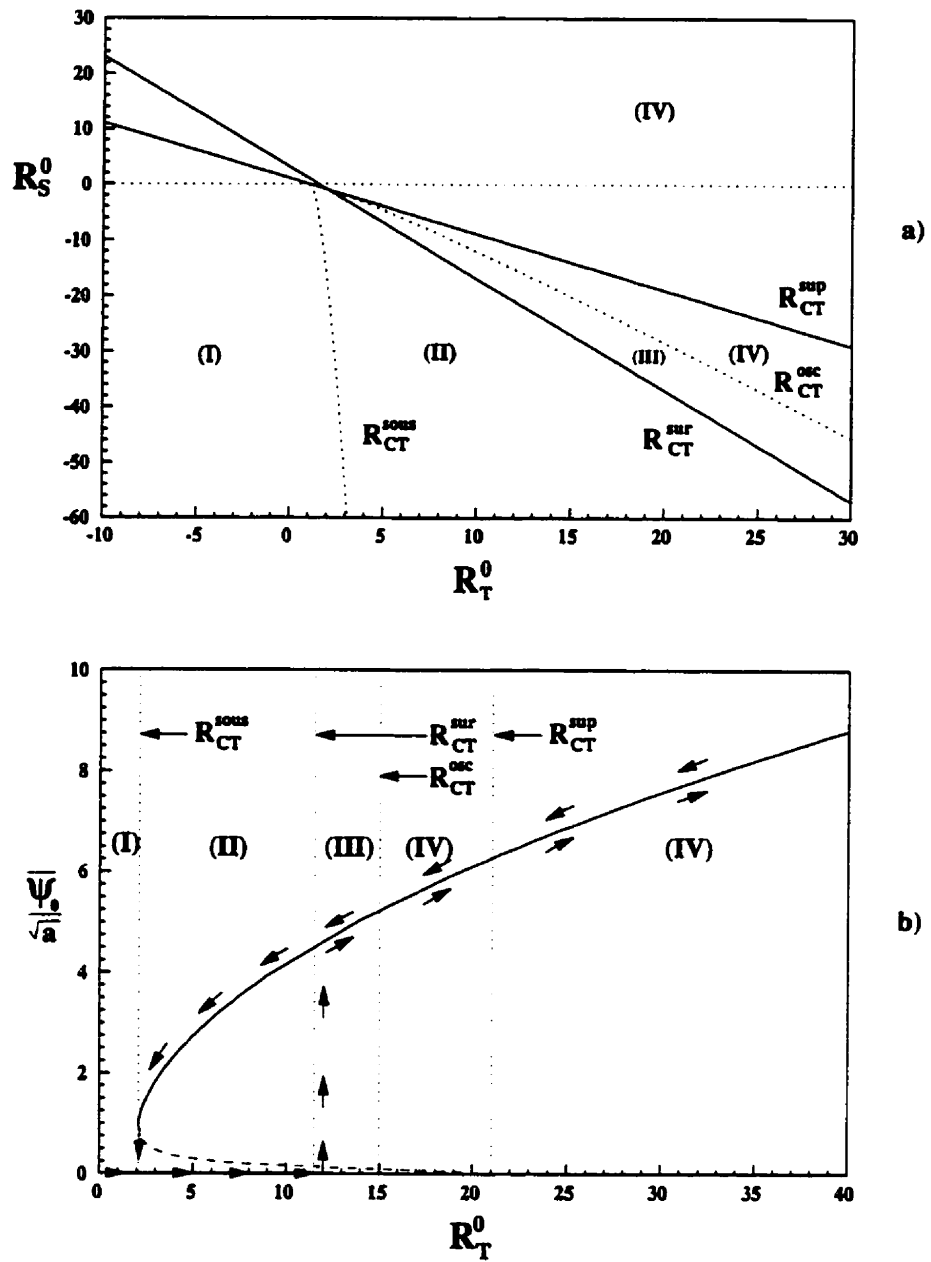 30
20
10
0
-10
-20
-30
-40
-50
-60
R_S^0
(IV)
a)
R_CT^sup
(I)
(II)
(III)
(IV)
R_CT^osc
R_CT^sous
R_CT^sur
-10
-5
0
5
10
15
20
25
30
R_T^0
10
8
6
4
2
0
R_CT^sous
R_CT^sur
R_CT^sup
R_CT^osc
(I)
(II)
(III)
(IV)
(IV)
Ψ_0
√a
b)
0
5
10
15
20
25
30
35
40
R_T^0